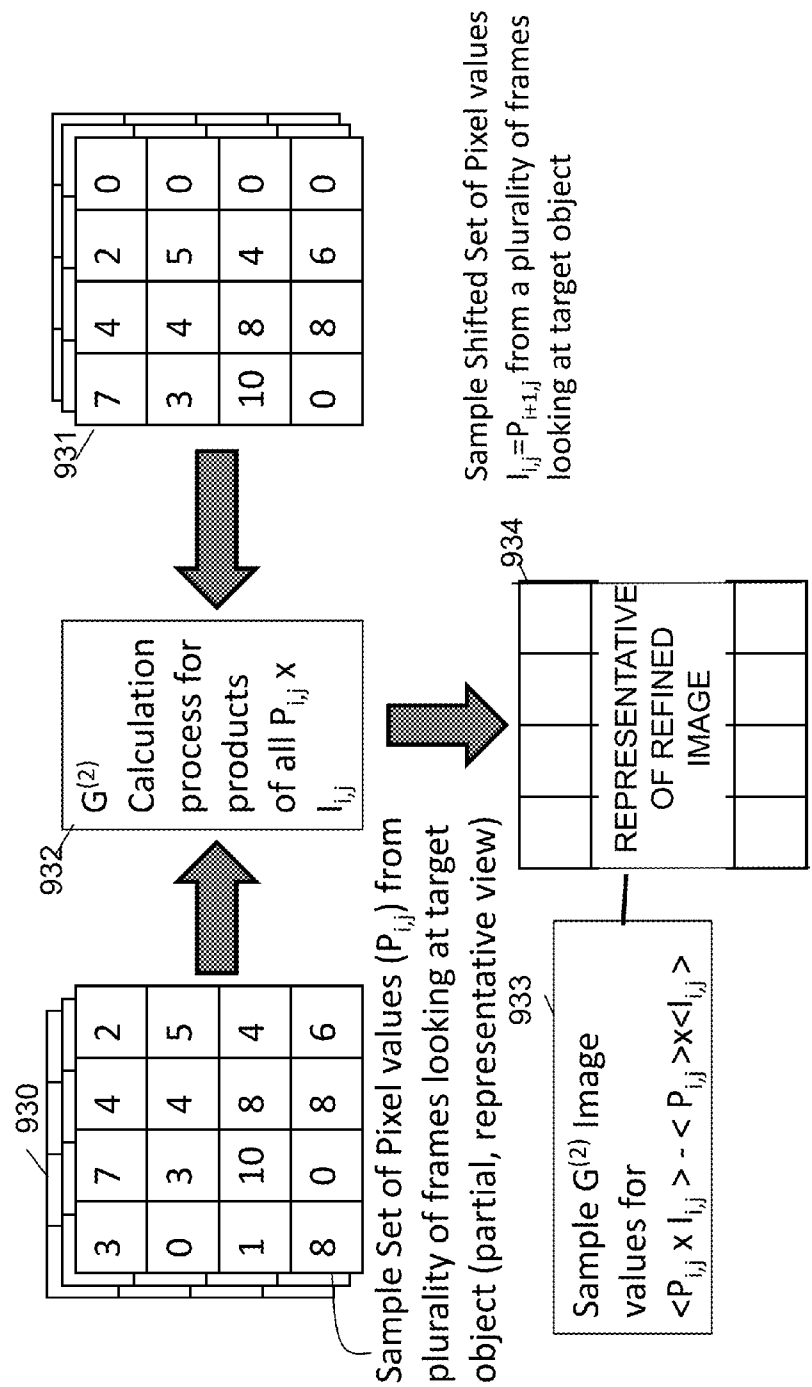 930
3 7 4 2
0 3 4 5
1 10 8 4
8 0 8 6
Sample Set of Pixel values (P_{i,j}) from
plurality of frames looking at target
object (partial, representative view)
932
G^{(2)}
Calculation
process for
products
of all P_{i,j} x
I_{i,j}
931
7 4 2 0
3 4 5 0
10 8 4 0
0 8 6 0
Sample Shifted Set of Pixel values
I_{i,j}=P_{i+1,j} from a plurality of frames
looking at target object
933
Sample G^{(2)} Image
values for
<P_{i,j} x I_{i,j} > - < P_{i,j} >x<I_{i,j} >
934
REPRESENTATIVE
OF REFINED
IMAGE